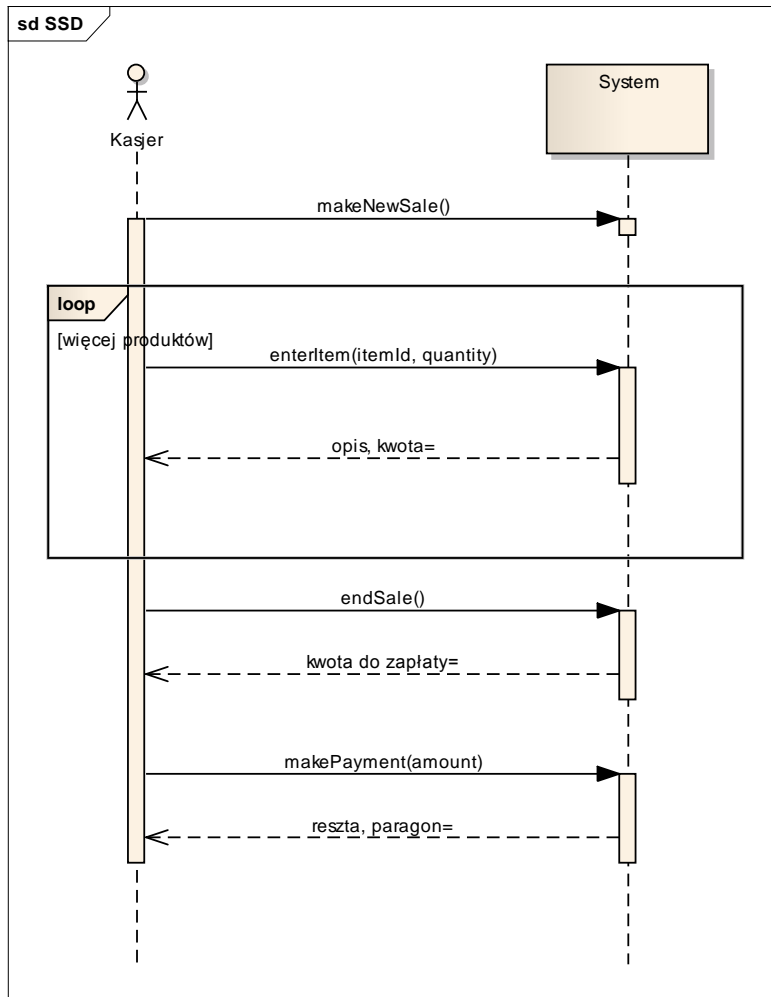 sd SSD
Kasjer
System
makeNewSale()
loop
[więcej produktów]
enterItem(itemId, quantity)
opis, kwota=
endSale()
kwota do zapłaty=
makePayment(amount)
reszta, paragon=